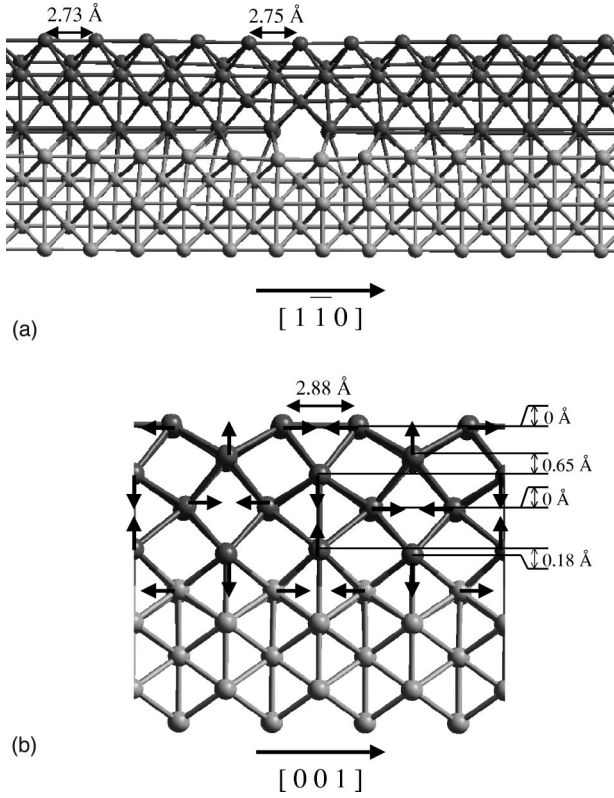 2.73 Å 2.75 Å
[ 1 1̅ 0 ]
(a)
2.88 Å
0 Å
0.65 Å
0 Å
0.18 Å
(b)
[ 0 0 1 ]